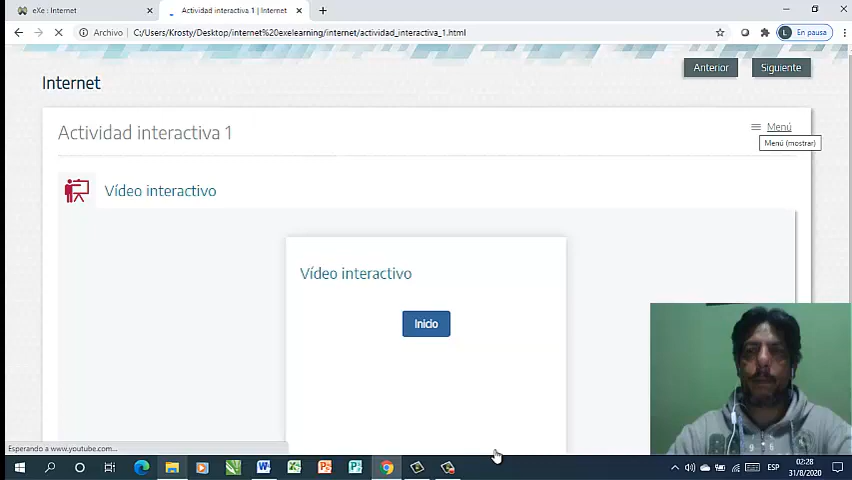 eXe : Internet
Actividad interactiva 1 | Internet
Archivo
C:/Users/Krosty/Desktop/internet%20exelearning/internet/actividad_interactiva_1.html
L
En pausa
Internet
Anterior
Siguiente
Actividad interactiva 1
Menú
Menú (mostrar)
Vídeo interactivo
Vídeo interactivo
Inicio
Esperando a www.youtube.com...
ESP
02:28
31/8/2020